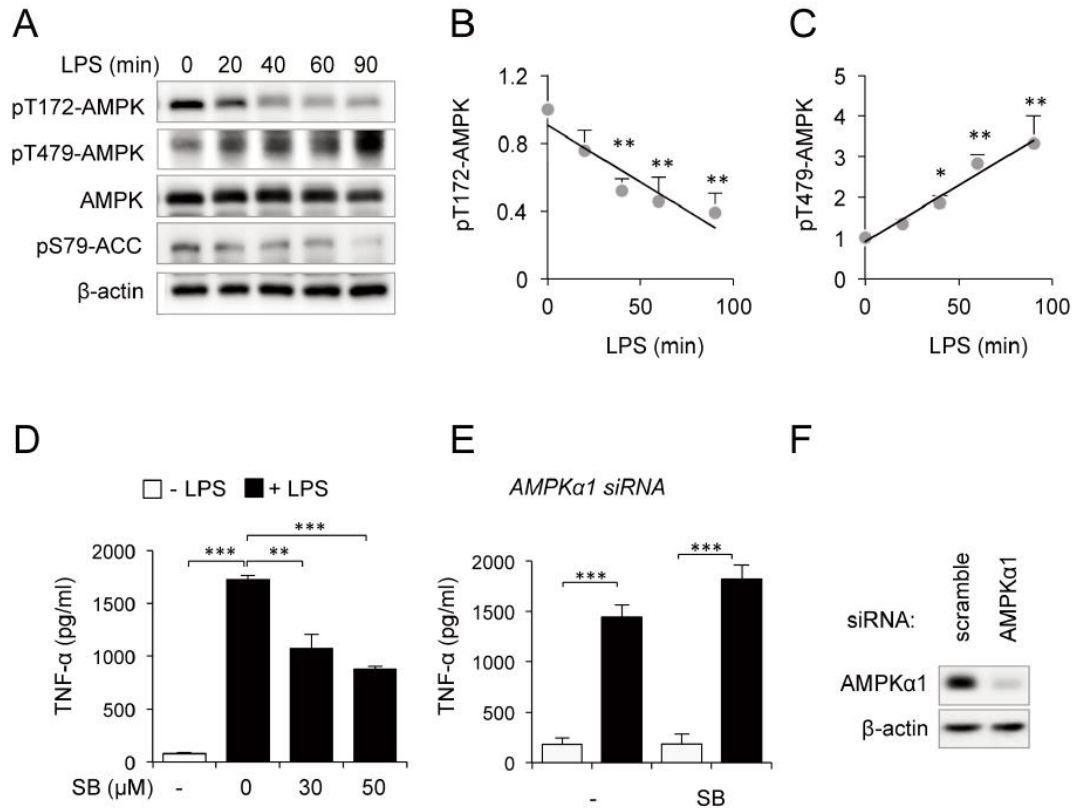 A
LPS (min) 0 20 40 60 90
pT172-AMPK
pT479-AMPK
AMPK
pS79-ACC
β-actin
B
pT172-AMPK
1.2
0.8
0.4
0
** ** **
0 50 100
LPS (min)
C
pT479-AMPK
5
4
3
2
1
* ** **
0 50 100
LPS (min)
D
- LPS + LPS
***
*** **
TNF-α (pg/ml)
2000
1500
1000
500
0
SB (µM) - 0 30 50
E
AMPKα1 siRNA
*** ***
TNF-α (pg/ml)
2000
1500
1000
500
0
- SB
F
siRNA: scramble AMPKα1
AMPKα1
β-actin